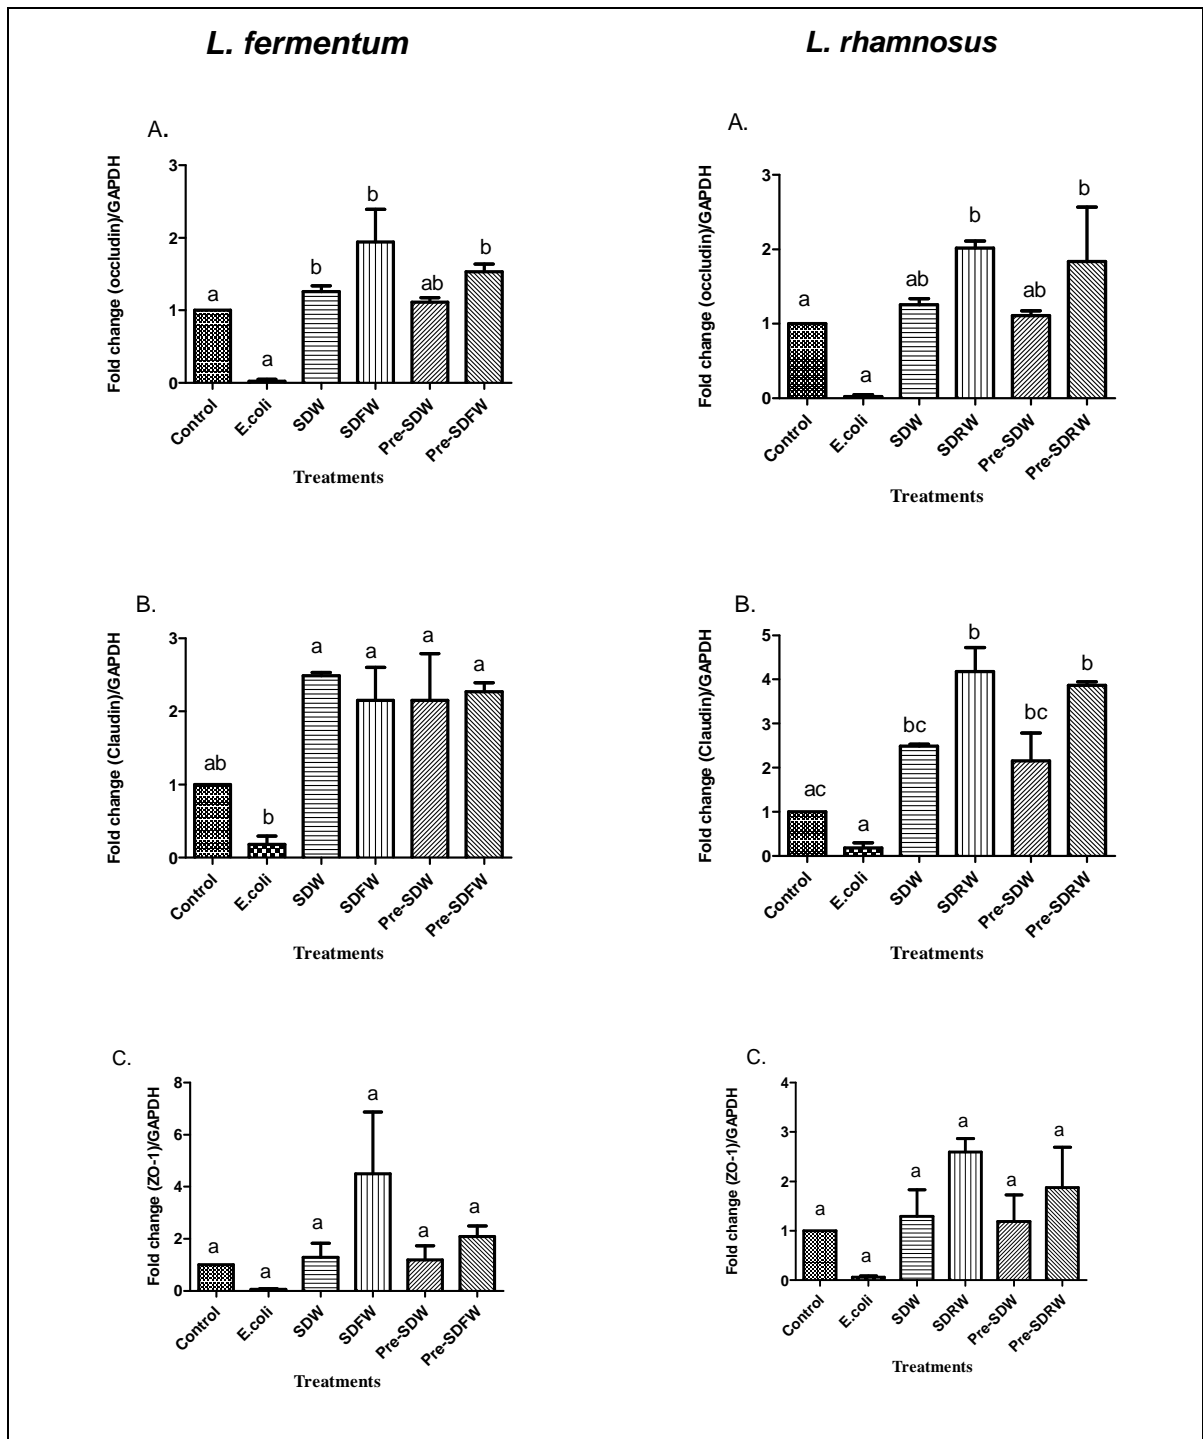 L. fermentum
L. rhamnosus
A.
Fold change (occludin)/GAPDH
3
2
1
0
a
a
b
b
ab
b
Control
E.coli
SDW
SDFW
Pre-SDW
Pre-SDFW
Treatments
A.
Fold change (occludin)/GAPDH
3
2
1
0
a
a
ab
b
ab
b
Control
E.coli
SDW
SDRW
Pre-SDW
Pre-SDRW
Treatments
B.
Fold change (Claudin)/GAPDH
3
2
1
0
ab
b
a
a
a
a
Control
E.coli
SDW
SDFW
Pre-SDW
Pre-SDFW
Treatments
B.
Fold change (Claudin)/GAPDH
5
4
3
2
1
0
ac
a
bc
b
bc
b
Control
E.coli
SDW
SDRW
Pre-SDW
Pre-SDRW
Treatments
C.
Fold change (ZO-1)/GAPDH
8
6
4
2
0
a
a
a
a
a
a
Control
E.coli
SDW
SDFW
Pre-SDW
Pre-SDFW
Treatments
C.
Fold change (ZO-1)/GAPDH
4
3
2
1
0
a
a
a
a
a
a
Control
E.coli
SDW
SDRW
Pre-SDW
Pre-SDRW
Treatments